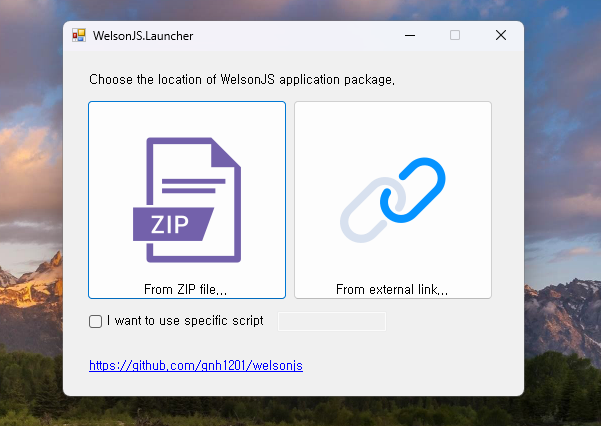 WelsonJS.Launcher
Choose the location of WelsonJS application package.
ZIP
From ZIP file...
From external link...
I want to use specific script
https://github.com/gnh1201/welsonjs